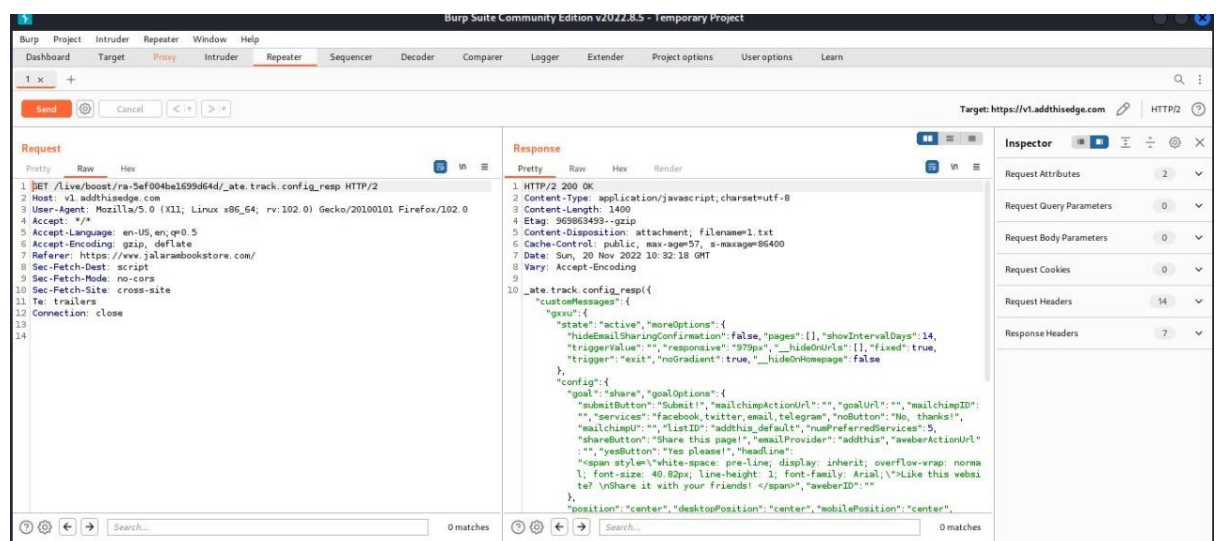 Burp Suite Community Edition v2022.8.5 - Temporary Project
Burp Project Intruder Repeater Window Help
Dashboard Target Proxy Intruder Repeater Sequencer Decoder Comparer Logger Extender Project options User options Learn
1 × +
Send Cancel < >
Target: https://v1.addthisedge.com HTTP/2
Request
Pretty Raw Hex
\n
1 GET /live/boost/ra-5ef004be1699d64d/_ate.track.config_resp HTTP/2
2 Host: v1.addthisedge.com
3 User-Agent: Mozilla/5.0 (X11; Linux x86_64; rv:102.0) Gecko/20100101 Firefox/102.0
4 Accept: */*
5 Accept-Language: en-US,en;q=0.5
6 Accept-Encoding: gzip, deflate
7 Referer: https://www.jalarambookstore.com/
8 Sec-Fetch-Dest: script
9 Sec-Fetch-Mode: no-cors
10 Sec-Fetch-Site: cross-site
11 Te: trailers
12 Connection: close
13
14
Search... 0 matches
Response
Pretty Raw Hex Render
\n
1 HTTP/2 200 OK
2 Content-Type: application/javascript;charset=utf-8
3 Content-Length: 1400
4 Etag: 969863493--gzip
5 Content-Disposition: attachment; filename=1.txt
6 Cache-Control: public, max-age=57, s-maxage=86400
7 Date: Sun, 20 Nov 2022 10:32:18 GMT
8 Vary: Accept-Encoding
9
10 _ate.track.config_resp({
"customMessages":{
"gxxu":{
"state":"active","moreOptions":{
"hideEmailSharingConfirmation":false,"pages":[],"showIntervalDays":14,
"triggerValue":"","responsive":"979px","__hideOnUrls":[],"fixed":true,
"trigger":"exit","noGradient":true,"__hideOnHomepage":false
},
"config":{
"goal":"share","goalOptions":{
"submitButton":"Submit!","mailchimpActionUrl":"","goalUrl":"","mailchimpID":
"","services":"facebook,twitter,email,telegram","noButton":"No, thanks!",
"mailchimpU":"","listID":"addthis_default","numPreferredServices":5,
"shareButton":"Share this page!","emailProvider":"addthis","aweberActionUrl"
:"","yesButton":"Yes please!","headline":
"<span style=\"white-space: pre-line; display: inherit; overflow-wrap: norma
l; font-size: 40.82px; line-height: 1; font-family: Arial;\">Like this websi
te? \nShare it with your friends! </span>","aweberID":""
},
"position":"center","desktopPosition":"center","mobilePosition":"center",
Search... 0 matches
Inspector
Request Attributes 2
Request Query Parameters 0
Request Body Parameters 0
Request Cookies 0
Request Headers 14
Response Headers 7